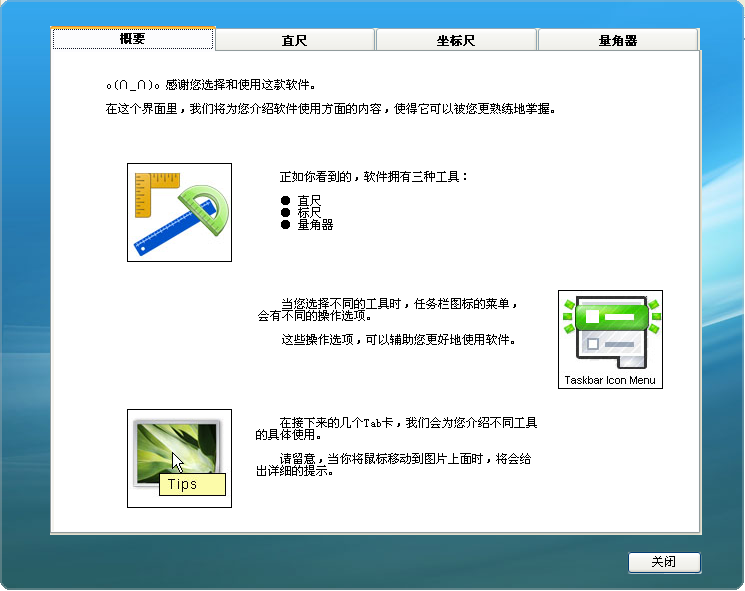 概要 直尺 坐标尺 量角器
。(∩_∩)。感谢您选择和使用这款软件。
在这个界面里，我们将为您介绍软件使用方面的内容，使得它可以被您更熟练地掌握。
正如你看到的，软件拥有三种工具：
● 直尺
● 标尺
● 量角器
当您选择不同的工具时，任务栏图标的菜单，
会有不同的操作选项。
这些操作选项，可以辅助您更好地使用软件。
Taskbar Icon Menu
在接下来的几个Tab卡，我们会为您介绍不同工具
的具体使用。
请留意，当你将鼠标移动到图片上面时，将会给
出详细的提示。
Tips
关闭